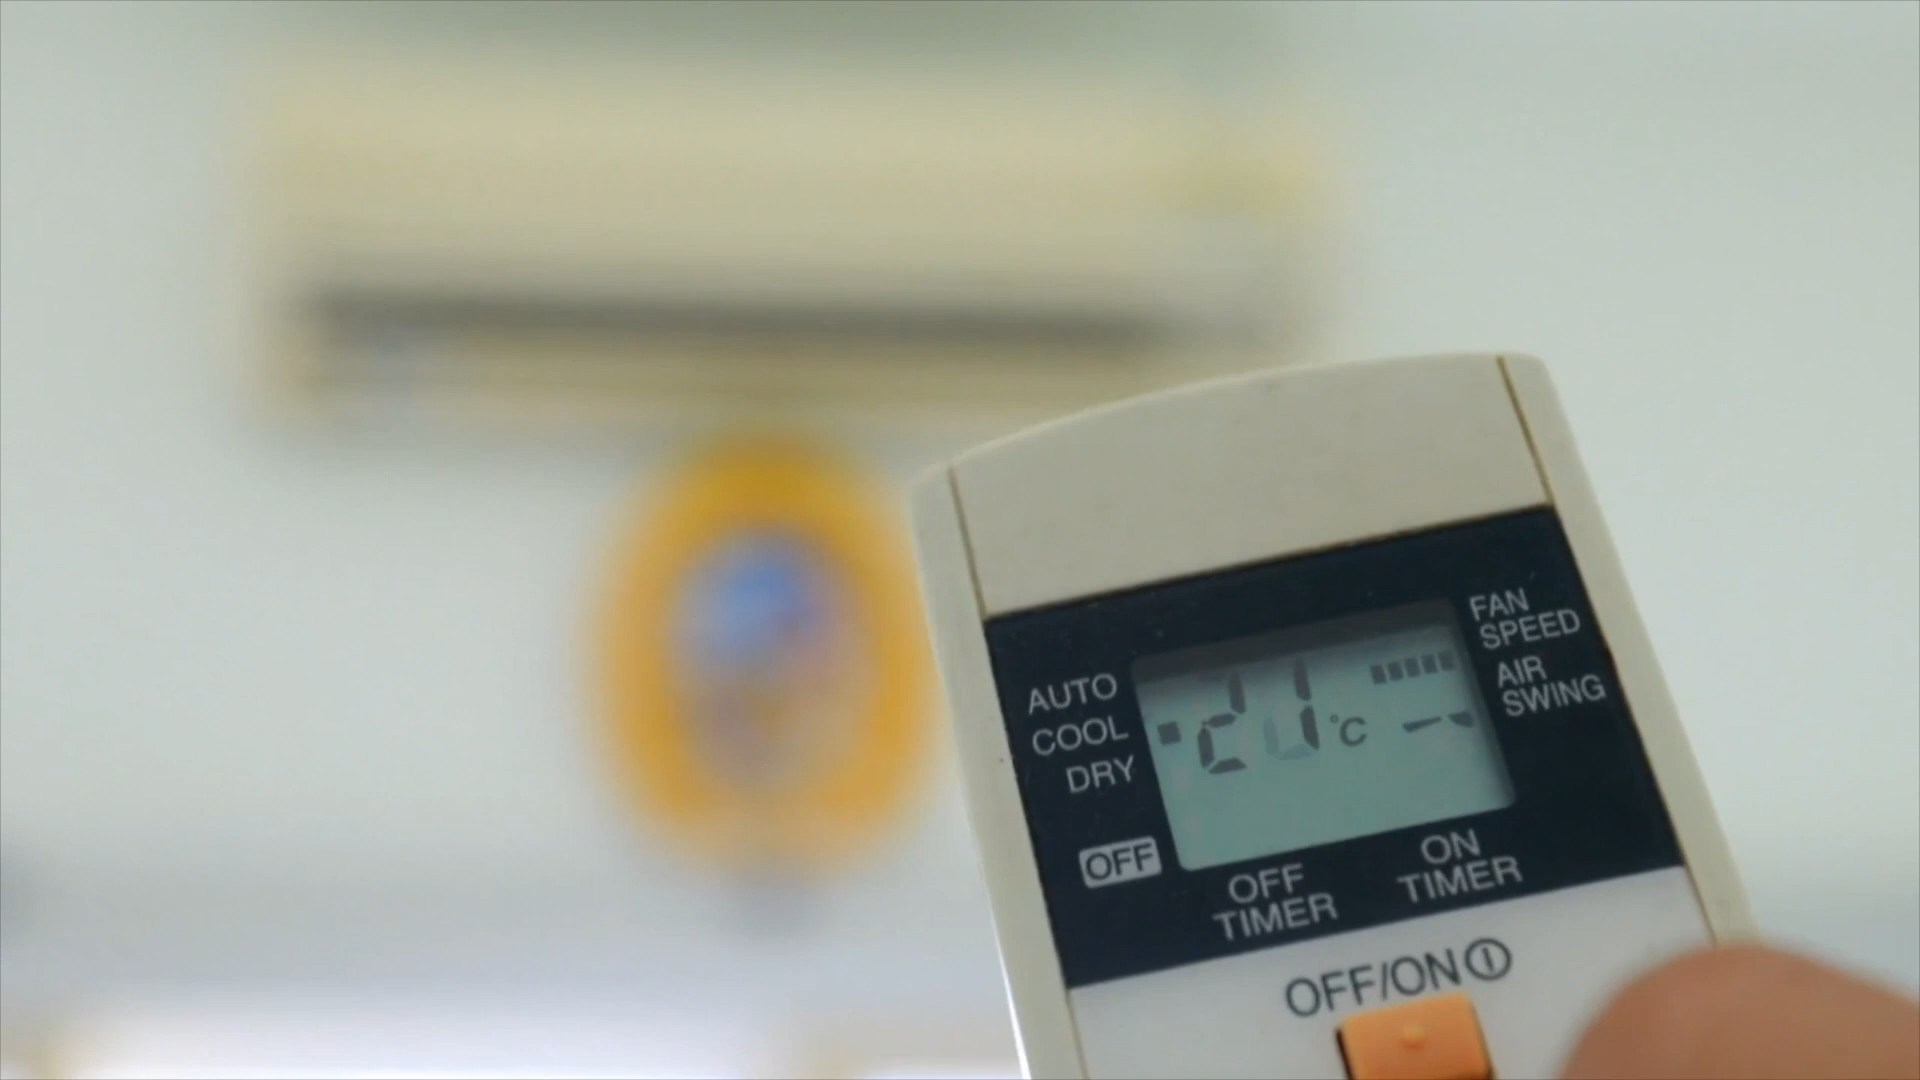 FAN
SPEED
AIR
SWING
AUTO
COOL
DRY
°C
OFF
OFF
TIMER
ON
TIMER
OFF/ON